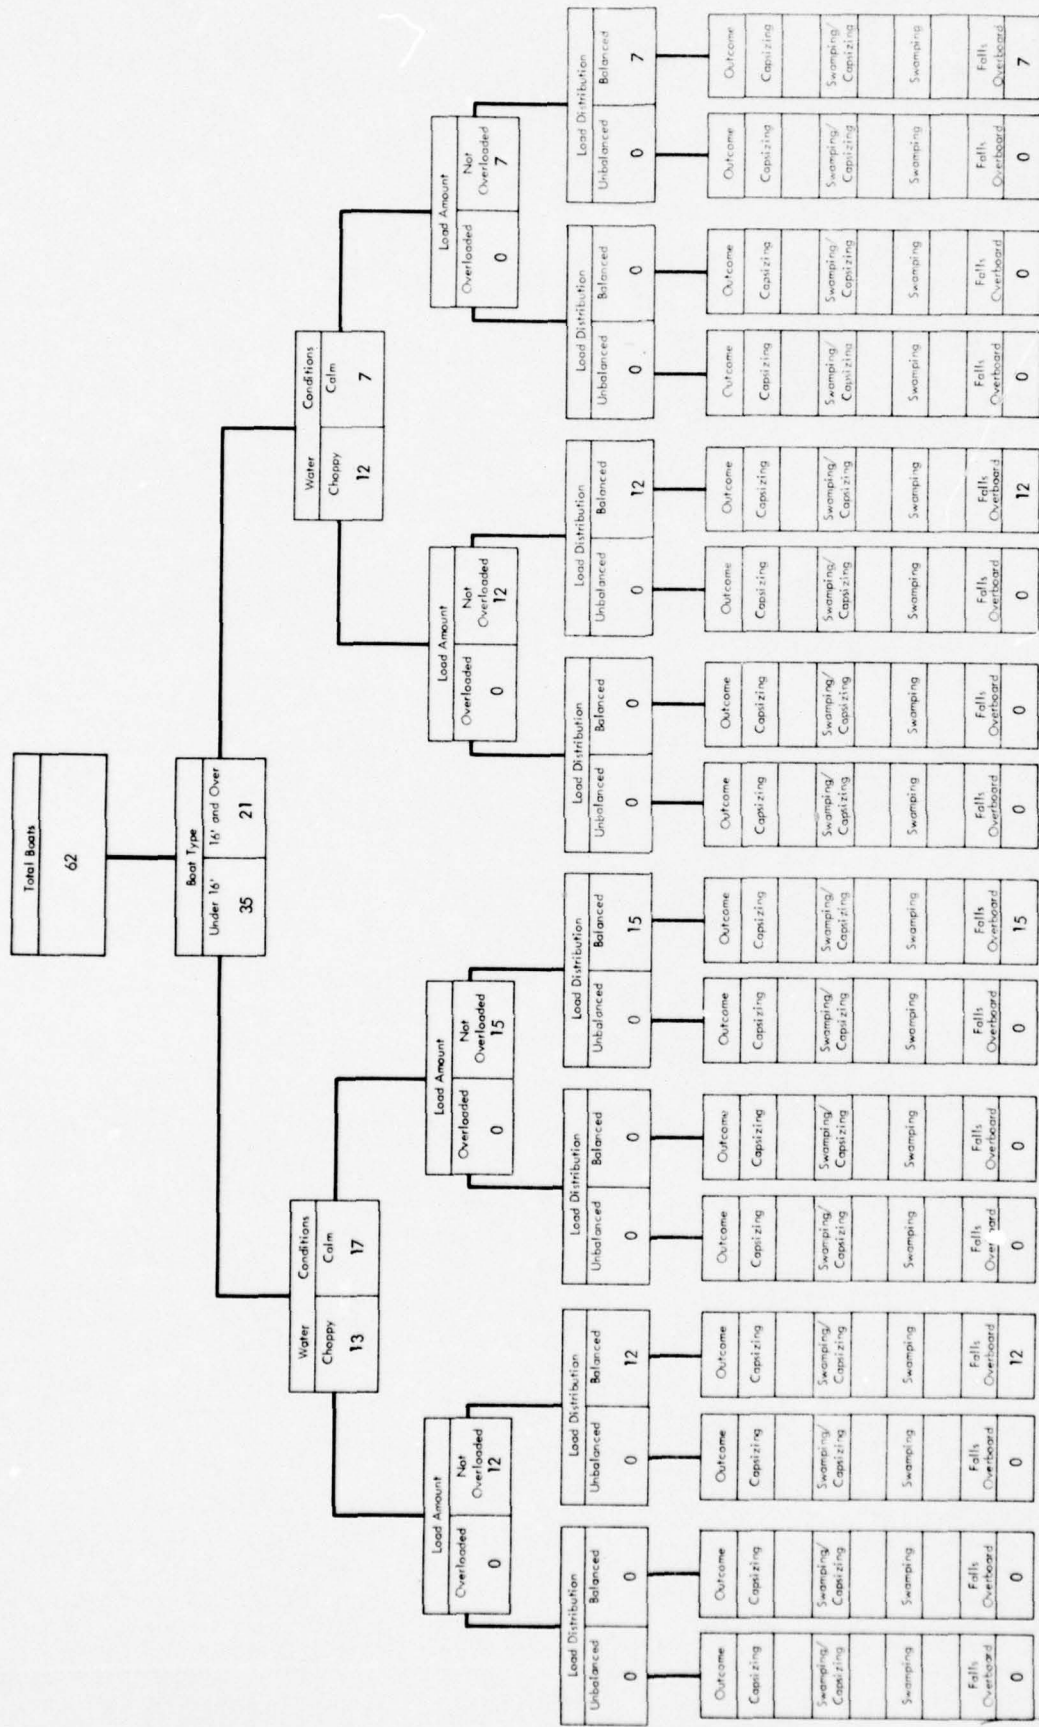 Total Boats
62
Boat Type
Under 16' 16' and Over
35 21
Water Conditions
Choppy Calm
13 17
Water Conditions
Choppy Calm
12 7
Load Amount
Overloaded Not Overloaded
0 12
Load Amount
Overloaded Not Overloaded
0 15
Load Amount
Overloaded Not Overloaded
0 12
Load Amount
Overloaded Not Overloaded
0 7
Load Distribution
Unbalanced Balanced
0 0
Load Distribution
Unbalanced Balanced
0 12
Load Distribution
Unbalanced Balanced
0 0
Load Distribution
Unbalanced Balanced
0 15
Load Distribution
Unbalanced Balanced
0 0
Load Distribution
Unbalanced Balanced
0 12
Load Distribution
Unbalanced Balanced
0 0
Load Distribution
Unbalanced Balanced
0 7
Outcome Outcome Outcome Outcome Outcome Outcome Outcome Outcome Outcome Outcome Outcome Outcome Outcome Outcome Outcome Outcome
Capsizing Capsizing Capsizing Capsizing Capsizing Capsizing Capsizing Capsizing Capsizing Capsizing Capsizing Capsizing Capsizing Capsizing Capsizing Capsizing
Swamping/ Swamping/ Swamping/ Swamping/ Swamping/ Swamping/ Swamping/ Swamping/ Swamping/ Swamping/ Swamping/ Swamping/ Swamping/ Swamping/ Swamping/ Swamping/
Capsizing Capsizing Capsizing Capsizing Capsizing Capsizing Capsizing Capsizing Capsizing Capsizing Capsizing Capsizing Capsizing Capsizing Capsizing Capsizing
Swamping Swamping Swamping Swamping Swamping Swamping Swamping Swamping Swamping Swamping Swamping Swamping Swamping Swamping Swamping Swamping
Falls Falls Falls Falls Falls Falls Falls Falls Falls Falls Falls Falls Falls Falls Falls Falls
Overboard Overboard Overboard Overboard Overboard Overboard Overboard Overboard Overboard Overboard Overboard Overboard Overboard Overboard Overboard Overboard
0 0 0 12 0 0 0 15 0 0 0 12 0 0 0 7